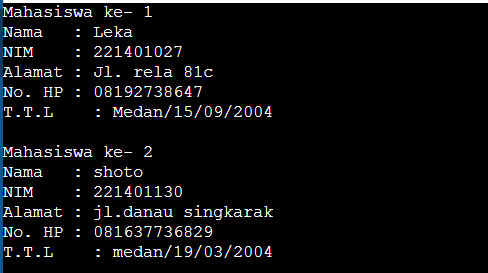 Mahasiswa ke- 1
Nama   : Leka
NIM    : 221401027
Alamat : Jl. rela 81c
No. HP : 08192738647
T.T.L    : Medan/15/09/2004

Mahasiswa ke- 2
Nama   : shoto
NIM    : 221401130
Alamat : jl.danau singkarak
No. HP : 081637736829
T.T.L    : medan/19/03/2004